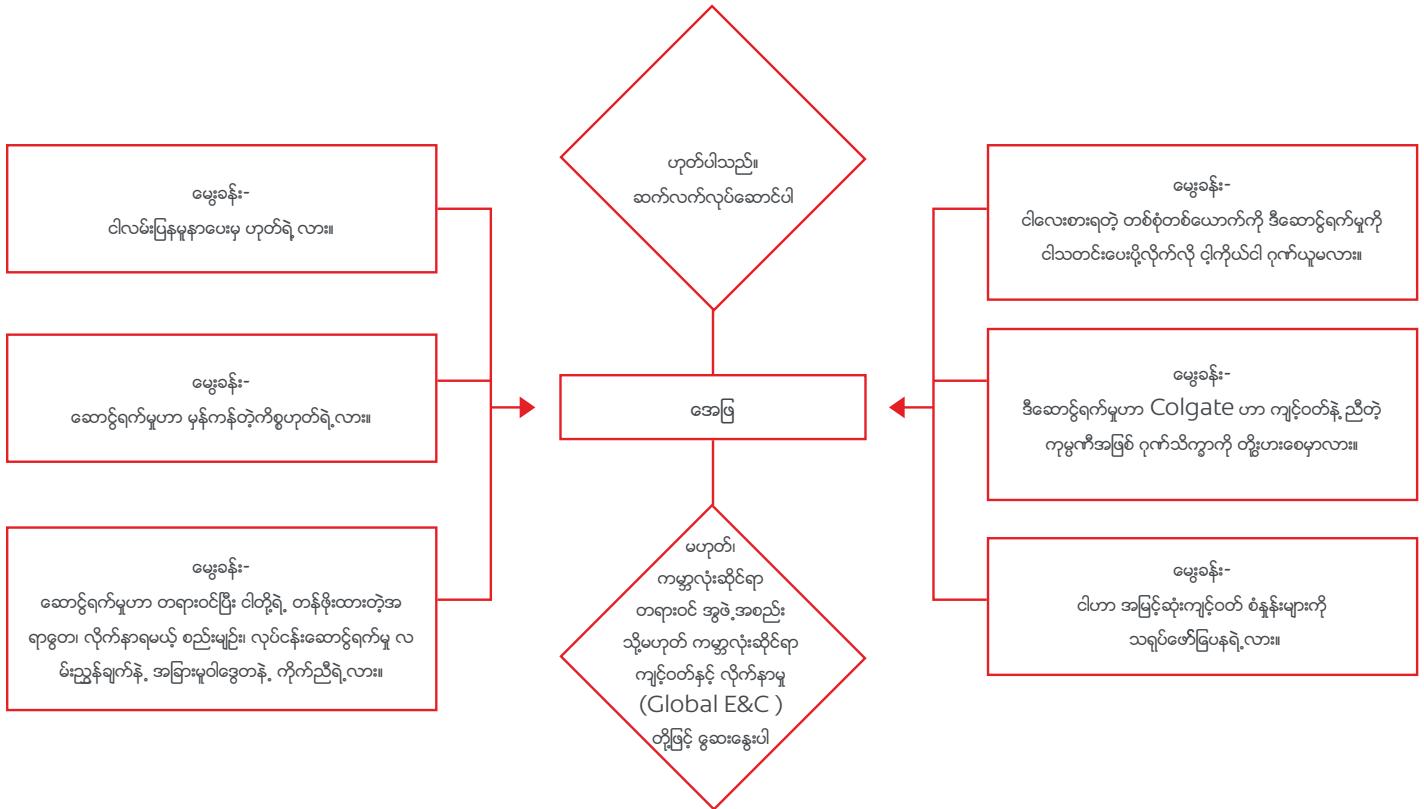 မေးခန်း-
ငါလမ်းပြနမူနာပေးမှ ဟုတ်ရဲ့ လား။
မေးခန်း-
ဆောင်ွရက်မှုဟာ မှန်ကန်တဲ့ကိစ္စဟုတ်ရဲ့လား။
မေးခန်း-
ဆောင်ွရက်မှုဟာ တရားဝင်ပြီး ငါတို့ရဲ့ တန်ဖိုးထားတဲ့အ
ရာတွေ၊ လိုက်နာရမယ့် စည်းမျဉ်း၊ လုပ်ငန်းဆောင်ွရက်မှု လ
မ်းညွှန်ချက်နဲ့ အခြားမူဝါဒေွတနဲ့ ကိုက်ညီရဲ့လား။
ဟုတ်ပါသည်။
ဆက်လက်လုပ်ဆောင်ပါ
အေဖြ
မဟုတ်၊
ကမ္ဘာလုံးဆိုင်ရာ
တရားဝင် အဖွဲ့အစည်း
သို့မဟုတ် ကမ္ဘာလုံးဆိုင်ရာ
ကျင့်ဝတ်နှင့် လိုက်နာမှု
(Global E&C )
တို့ဖြင့် ဆွေးနွေးပါ
မေးခန်း-
ငါလေးစားရတဲ့ တစ်စုံတစ်ယောက်ကို ဒီဆောင်ွရက်မှုကို
ငါသတင်းပေးပို့လိုက်လို ငါ့ကိုယ်ငါ ဂုဏ်ယူမလား။
မေးခန်း-
ဒီဆောင်ွရက်မှုဟာ Colgate ဟာ ကျင့်ဝတ်နဲ့ ညီတဲ့
ကုမ္ပဏီအဖြစ် ဂုဏ်သိက္ခာကို တိုးပွားစေမှာလား။
မေးခန်း-
ငါဟာ အမြင့်ဆုံးကျင့်ဝတ် စံနှုန်းများကို
သရုပ်ဖော်ပြနေရဲ့လား။